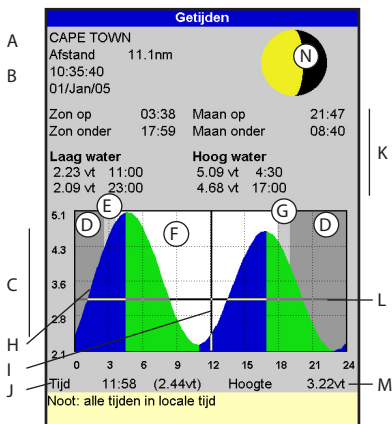 Getijden
A CAPE TOWN
Afstand 11.1nm
B 10:35:40
01/Jan/05
N
Zon op 03:38 Maan op 21:47
Zon onder 17:59 Maan onder 08:40
K
Laag water Hoog water
2.23 vt 11:00 5.09 vt 4:30
2.09 vt 23:00 4.68 vt 17:00
E G
5.1 D F D
4.3
C 3.6
L
H 2.8
I 2.1
0 3 6 9 12 15 18 21 24
J Tijd 11:58 (2.44vt) Hoogte 3.22vt M
Noot: alle tijden in locale tijd